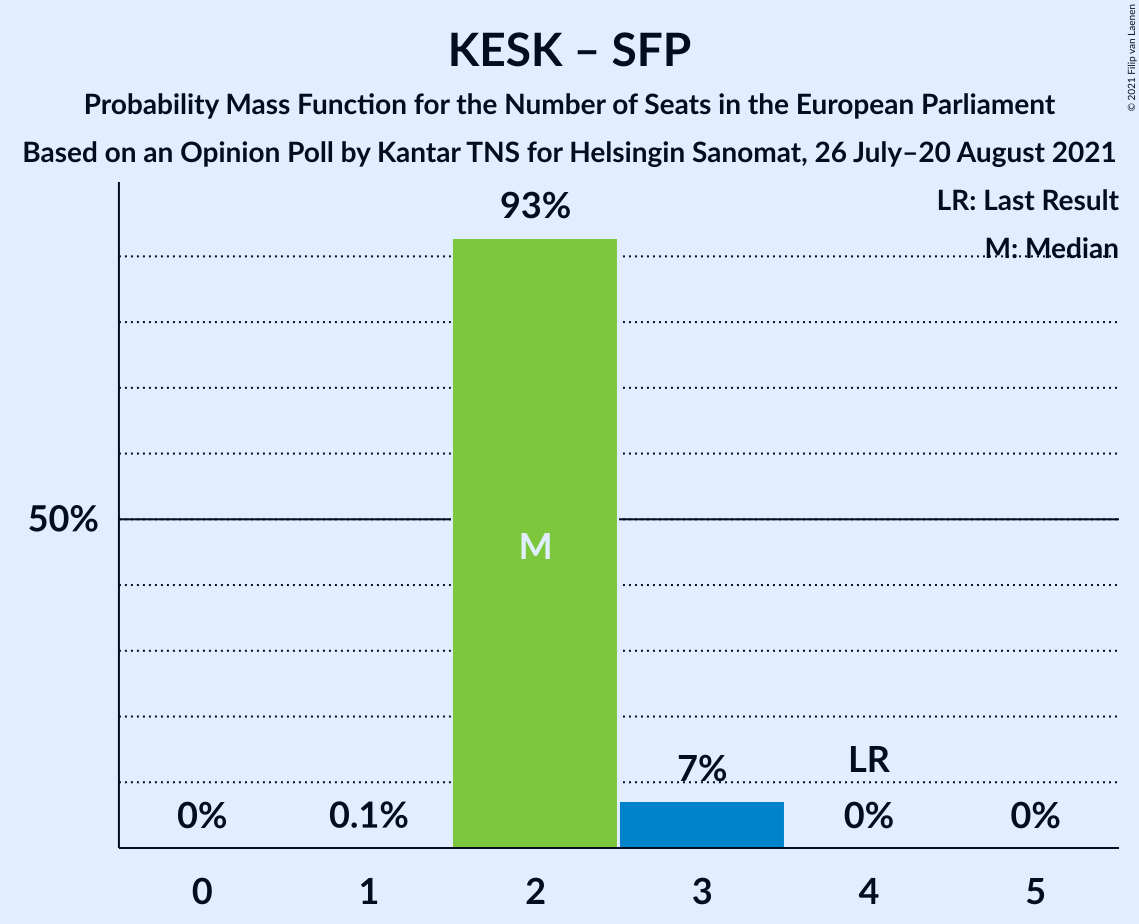 KESK – SFP
Probability Mass Function for the Number of Seats in the European Parliament
Based on an Opinion Poll by Kantar TNS for Helsingin Sanomat, 26 July–20 August 2021
© 2021 Filip van Laenen
LR: Last Result
M: Median
93%
50%
M
7%
LR
0% 0.1% 0% 0%
0 1 2 3 4 5